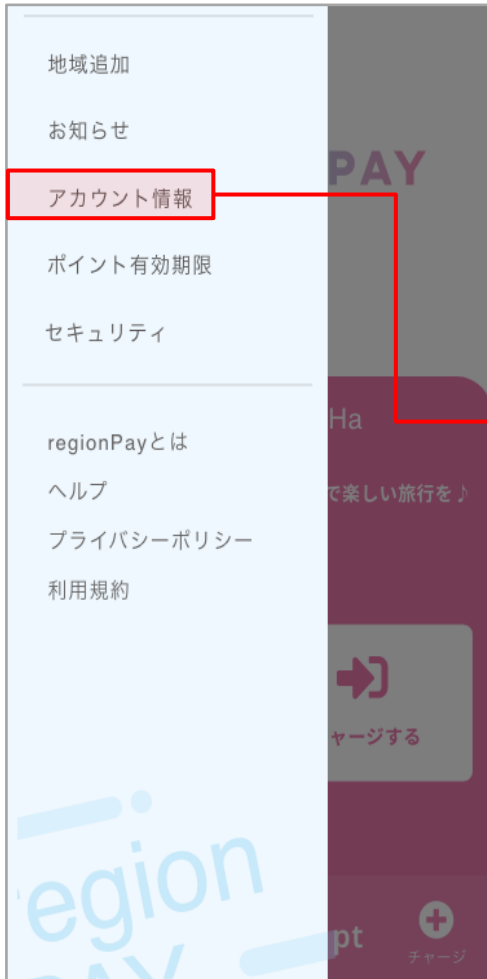 地域追加
お知らせ
アカウント情報
ポイント有効期限
セキュリティ
regionPayとは
ヘルプ
プライバシーポリシー
利用規約
PAY
Ha
で楽しい旅行を♪
ャージする
egion
PAY
pt
チャージ